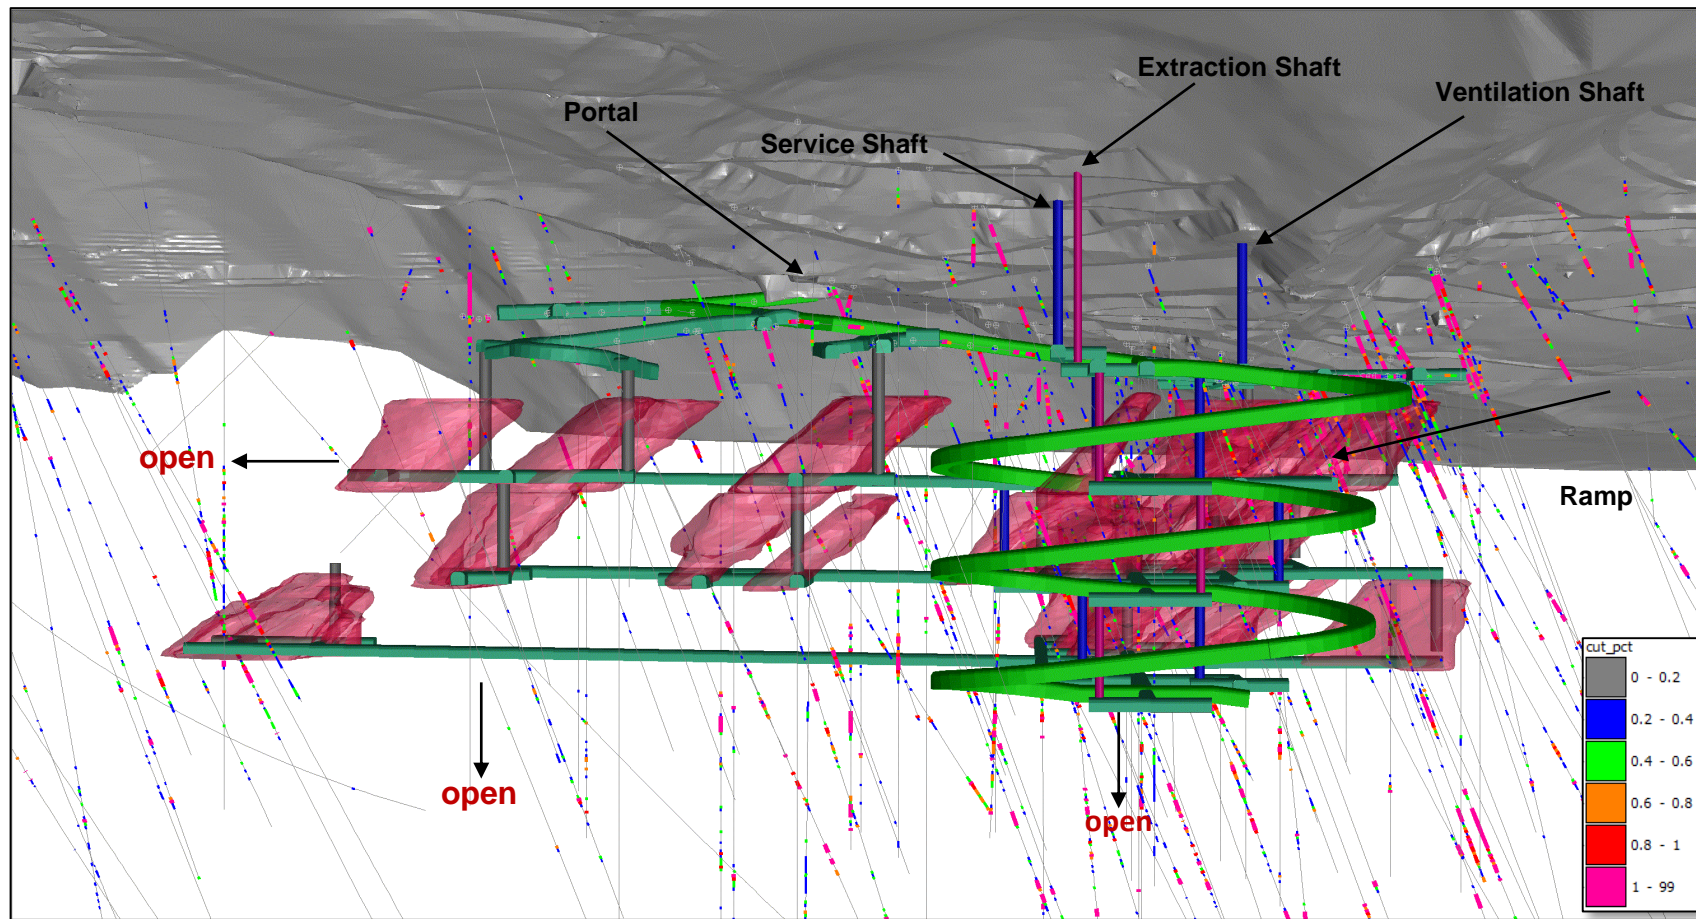 Extraction Shaft
Ventilation Shaft
Portal
Service Shaft
open
Ramp
open
open
cut_pct
0 - 0.2
0.2 - 0.4
0.4 - 0.6
0.6 - 0.8
0.8 - 1
1 - 99